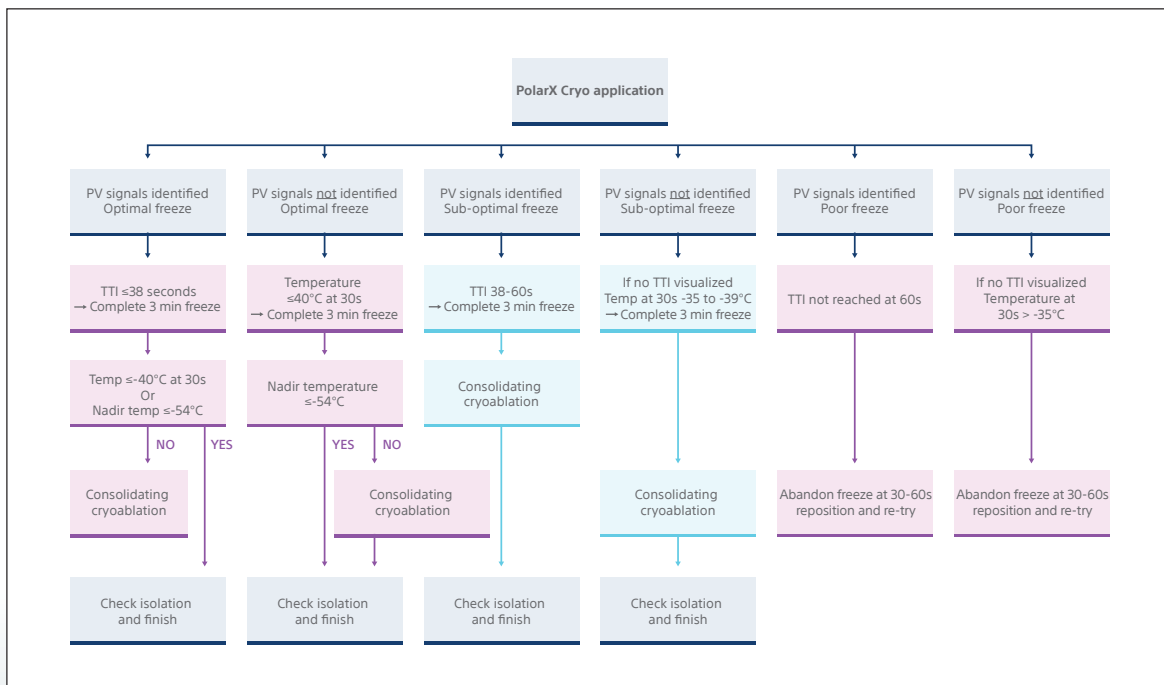 PolarX Cryo application
PV signals identified
Optimal freeze
PV signals not identified
Optimal freeze
PV signals identified
Sub-optimal freeze
PV signals not identified
Sub-optimal freeze
PV signals identified
Poor freeze
PV signals not identified
Poor freeze
TTI ≤38 seconds
→ Complete 3 min freeze
Temperature
≤40°C at 30s
→ Complete 3 min freeze
TTI 38-60s
→ Complete 3 min freeze
If no TTI visualized
Temp at 30s -35 to -39°C
→ Complete 3 min freeze
TTI not reached at 60s
If no TTI visualized
Temperature at
30s > -35°C
Temp ≤-40°C at 30s
Or
Nadir temp ≤-54°C
Nadir temperature
≤-54°C
Consolidating
cryoablation
NO
YES
YES
NO
Consolidating
cryoablation
Consolidating
cryoablation
Consolidating
cryoablation
Abandon freeze at 30-60s
reposition and re-try
Abandon freeze at 30-60s
reposition and re-try
Check isolation
and finish
Check isolation
and finish
Check isolation
and finish
Check isolation
and finish